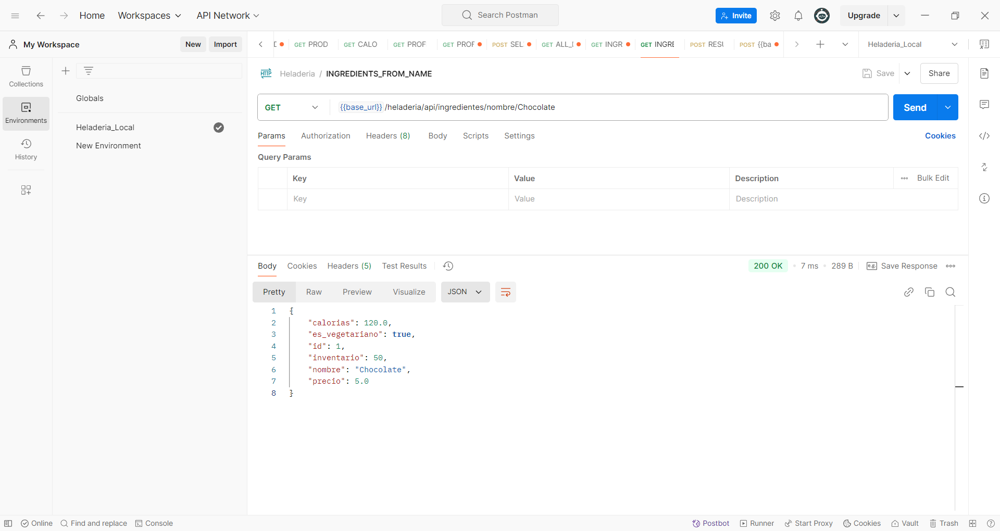 Home Workspaces API Network Search Postman Invite Upgrade
My Workspace New Import
GET PROD GET CALO GET PROF GET PROF POST SEL GET ALL_ GET INGR GET INGRE POST RESU POST {{ba Heladeria_Local
Collections
Environments
History
Globals
Heladeria_Local
New Environment
HTTP Heladeria / INGREDIENTS_FROM_NAME Save Share
GET {{base_url}}/heladeria/api/ingredientes/nombre/Chocolate Send
Params Authorization Headers (8) Body Scripts Settings Cookies
Query Params
Key Value Description Bulk Edit
Key Value Description
Body Cookies Headers (5) Test Results 200 OK • 7 ms • 289 B e.g. Save Response
Pretty Raw Preview Visualize JSON
1 {
2 "calorias": 120.0,
3 "es_vegetariano": true,
4 "id": 1,
5 "inventario": 50,
6 "nombre": "Chocolate",
7 "precio": 5.0
8 }
Online Find and replace Console Postbot Runner Start Proxy Cookies Vault Trash